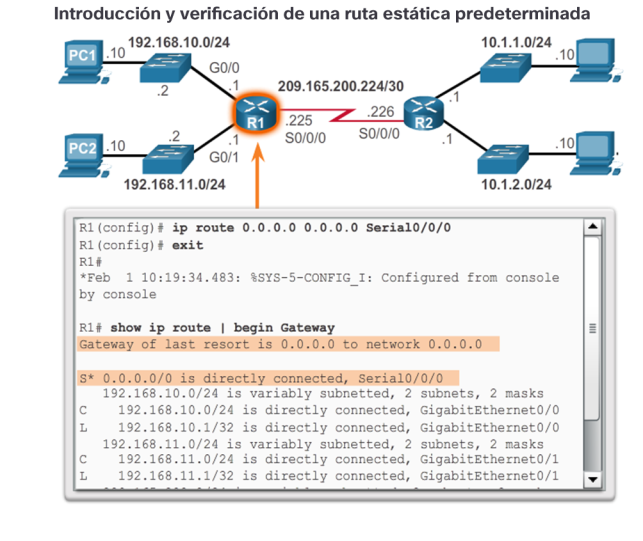 Introducción y verificación de una ruta estática predeterminada
192.168.10.0/24
10.1.1.0/24
PC1
.10
G0/0
.10
.2
.1
209.165.200.224/30
.1
.226
R1
.225
R2
S0/0/0
S0/0/0
.2
.1
.1
PC2
.10
G0/1
.10
192.168.11.0/24
10.1.2.0/24
R1(config)# ip route 0.0.0.0 0.0.0.0 Serial0/0/0
R1(config)# exit
R1#
*Feb 1 10:19:34.483: %SYS-5-CONFIG_I: Configured from console
by console
R1# show ip route | begin Gateway
Gateway of last resort is 0.0.0.0 to network 0.0.0.0
S* 0.0.0.0/0 is directly connected, Serial0/0/0
192.168.10.0/24 is variably subnetted, 2 subnets, 2 masks
C 192.168.10.0/24 is directly connected, GigabitEthernet0/0
L 192.168.10.1/32 is directly connected, GigabitEthernet0/0
192.168.11.0/24 is variably subnetted, 2 subnets, 2 masks
C 192.168.11.0/24 is directly connected, GigabitEthernet0/1
L 192.168.11.1/32 is directly connected, GigabitEthernet0/1